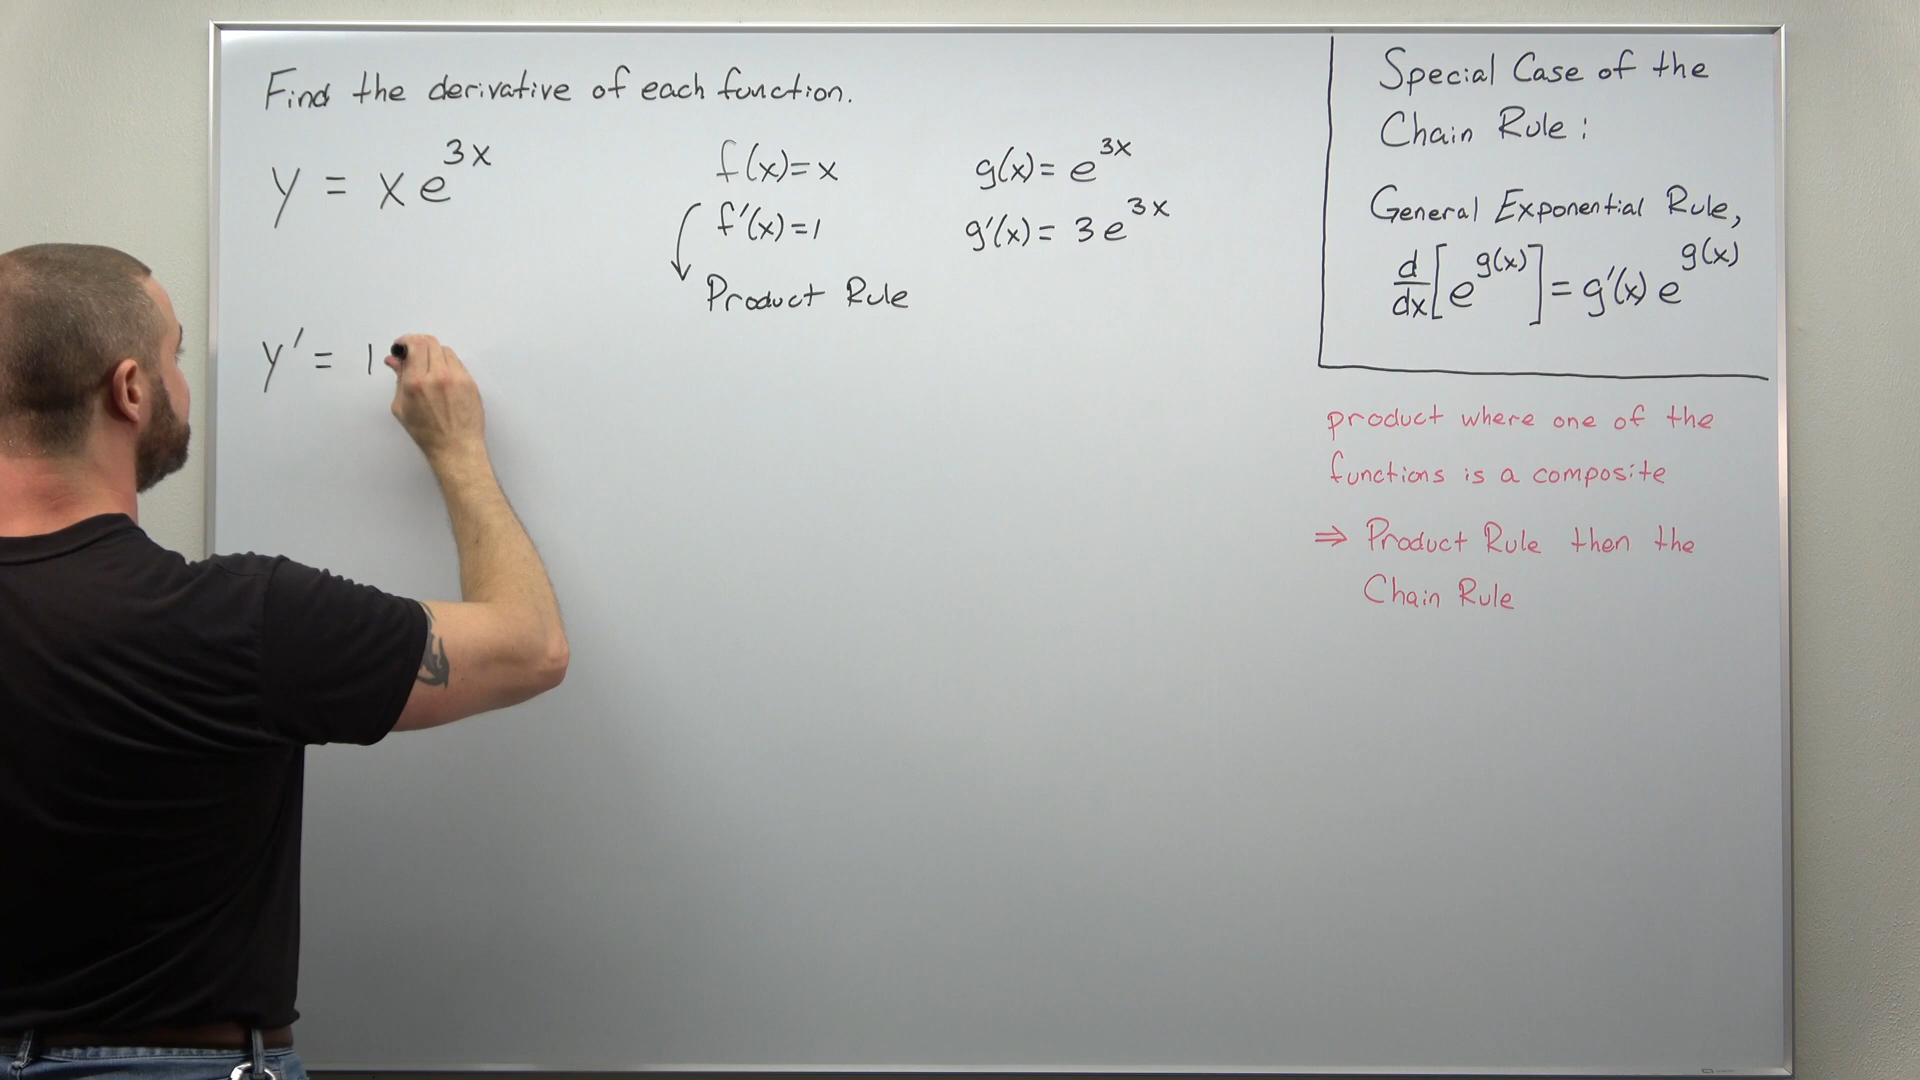 Find the derivative of each function.
y = xe^{3x}
f(x)=x
g(x)= e^{3x}
f'(x)=1
g'(x)= 3e^{3x}
Product Rule
y' = 1
Special Case of the
Chain Rule:
General Exponential Rule,
d/dx[e^{g(x)}]=g'(x)e^{g(x)}
product where one of the
functions is a composite
⇒ Product Rule then the
Chain Rule